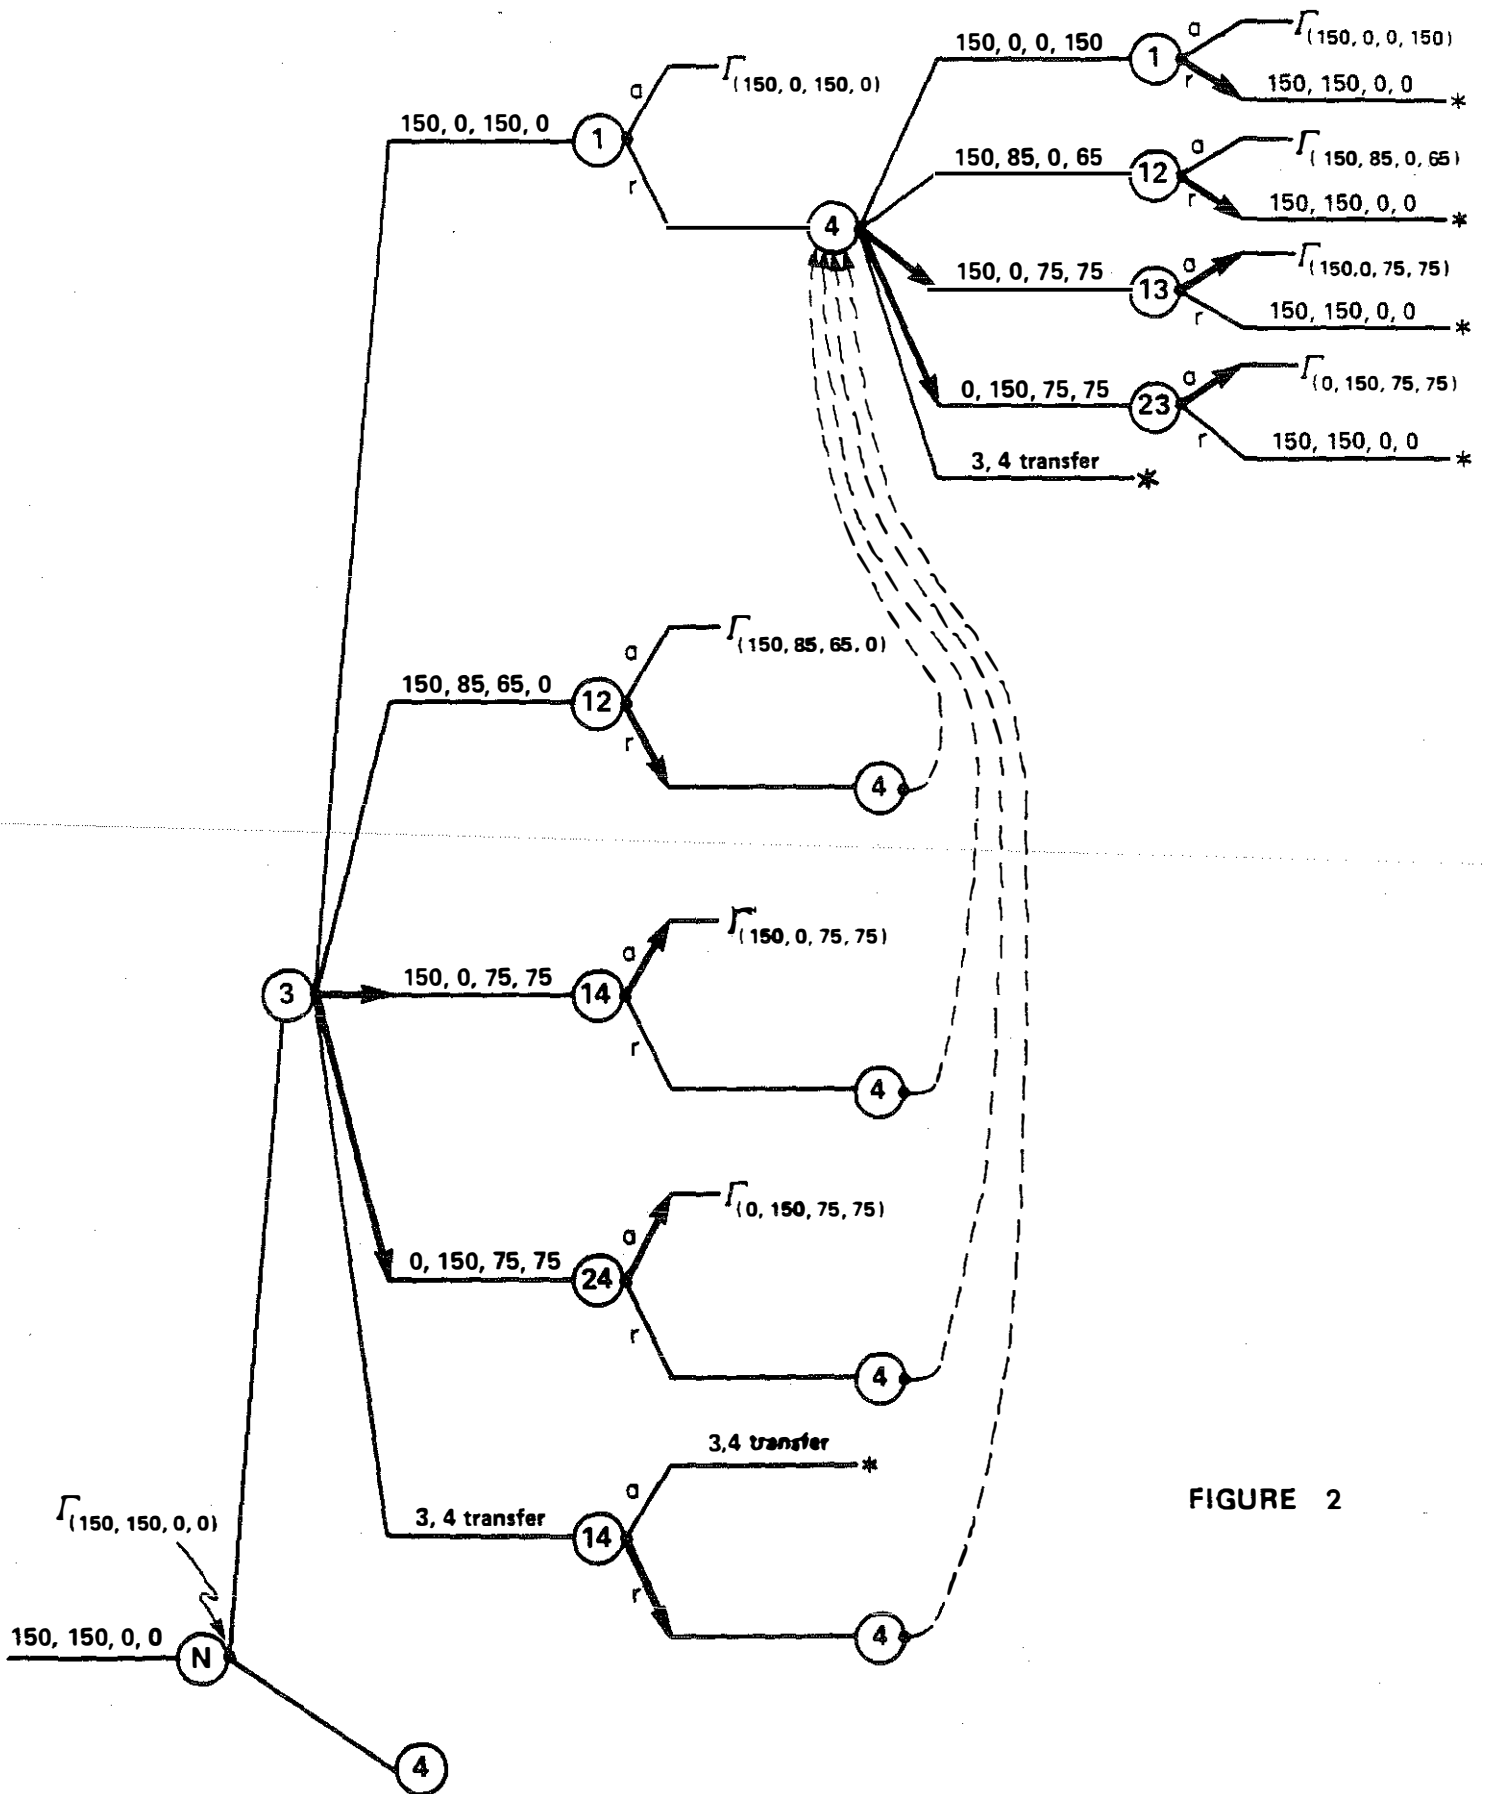 150, 0, 0, 150
1
a
Γ(150, 0, 0, 150)
r
150, 150, 0, 0
*
150, 85, 0, 65
12
a
Γ(150, 85, 0, 65)
r
150, 150, 0, 0
*
150, 0, 75, 75
13
a
Γ(150,0, 75, 75)
r
150, 150, 0, 0
*
0, 150, 75, 75
23
a
Γ(0, 150, 75, 75)
r
150, 150, 0, 0
*
3, 4 transfer
*
150, 0, 150, 0
1
a
Γ(150, 0, 150, 0)
r
4
150, 85, 65, 0
12
a
Γ(150, 85, 65, 0)
r
4
3
150, 0, 75, 75
14
a
Γ(150, 0, 75, 75)
r
4
0, 150, 75, 75
24
a
Γ(0, 150, 75, 75)
r
4
3, 4 transfer
14
a
3,4 transfer
*
r
4
Γ(150, 150, 0, 0)
150, 150, 0, 0
N
4
FIGURE 2